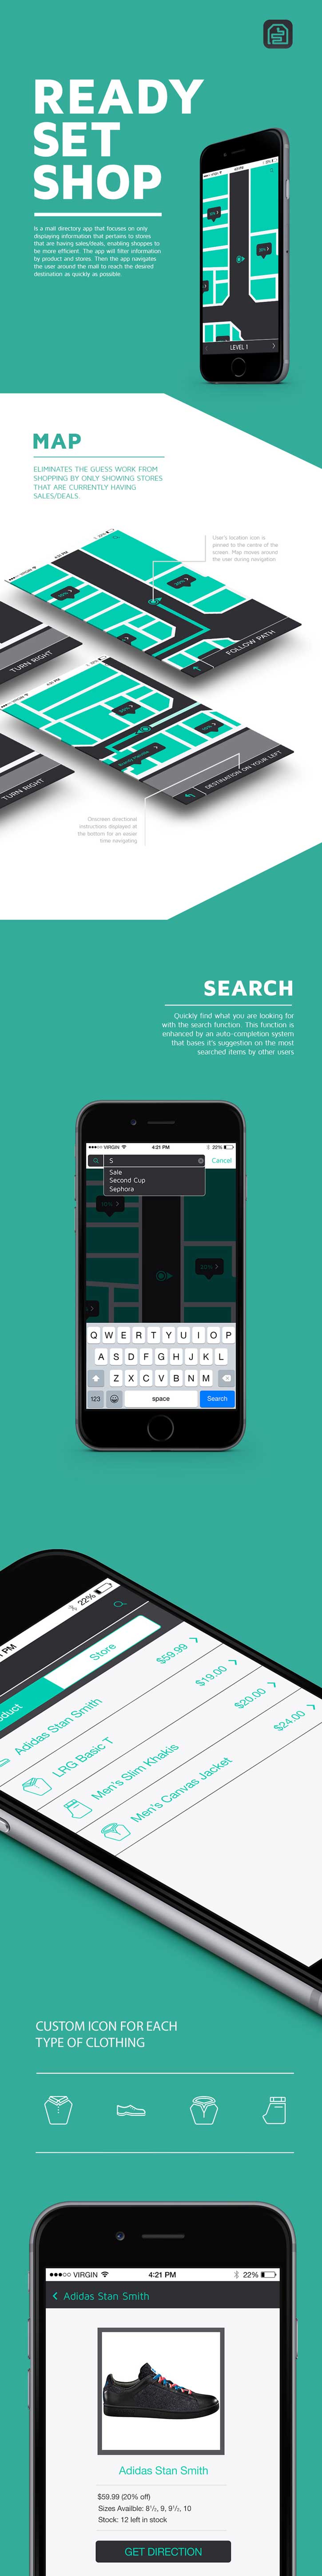 READY
SET
SHOP
Is a mall directory app that focuses on only
displaying information that pertains to stores
that are having sales/deals, enabling shoppes to
be more efficient. The app will filter information
by product and stores. Then the app navigates
the user around the mall to reach the desired
destination as quickly as possible.
LEVEL 1
MAP
ELIMINATES THE GUESS WORK FROM
SHOPPING BY ONLY SHOWING STORES
THAT ARE CURRENTLY HAVING
SALES/DEALS.
User's location icon is
pinned to the centre of the
screen. Map moves around
the user during navigation.
TURN RIGHT
FOLLOW PATH
TURN RIGHT
DESTINATION ON YOUR LEFT
Onscreen directional
instructions displayed at
the bottom for an easier
time navigating
SEARCH
Quickly find what you are looking for
with the search function. This function is
enhanced by an auto-completion system
that bases it's suggestion on the most
searched items by other users
VIRGIN 4:21 PM 22%
S Cancel
Sale
Second Cup
Sephora
Q W E R T Y U I O P
A S D F G H J K L
Z X C V B N M
123 space Search
PM 22%
duct Store
Adidas Stan Smith $59.99
LRG Basic T $19.00
Men's Slim Khakis $20.00
Men's Canvas Jacket $24.00
CUSTOM ICON FOR EACH
TYPE OF CLOTHING
VIRGIN 4:21 PM 22%
Adidas Stan Smith
Adidas Stan Smith
$59.99 (20% off)
Sizes Availble: 8¹/₂, 9, 9¹/₂, 10
Stock: 12 left in stock
GET DIRECTION